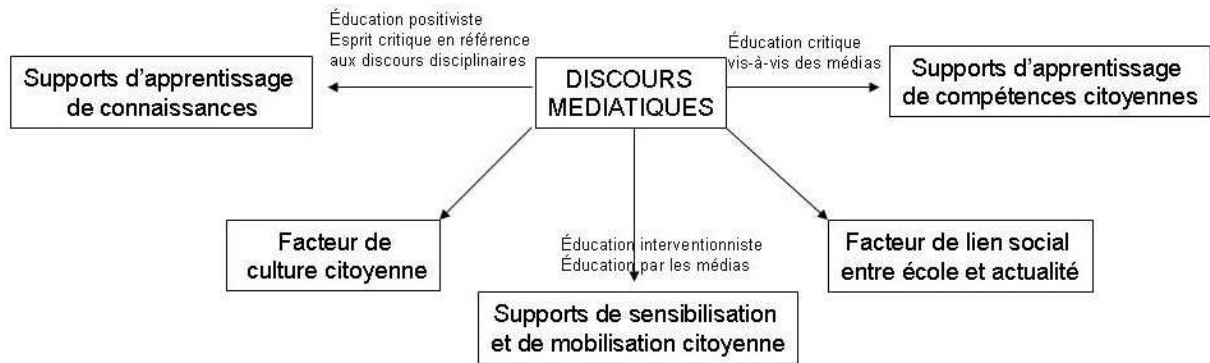 Éducation positiviste
Esprit critique en référence
aux discours disciplinaires
Éducation critique
vis-à-vis des médias
Supports d'apprentissage
de connaissances
DISCOURS
MEDIATIQUES
Supports d'apprentissage
de compétences citoyennes
Facteur de
culture citoyenne
Éducation interventionniste
Éducation par les médias
Facteur de lien social
entre école et actualité
Supports de sensibilisation
et de mobilisation citoyenne